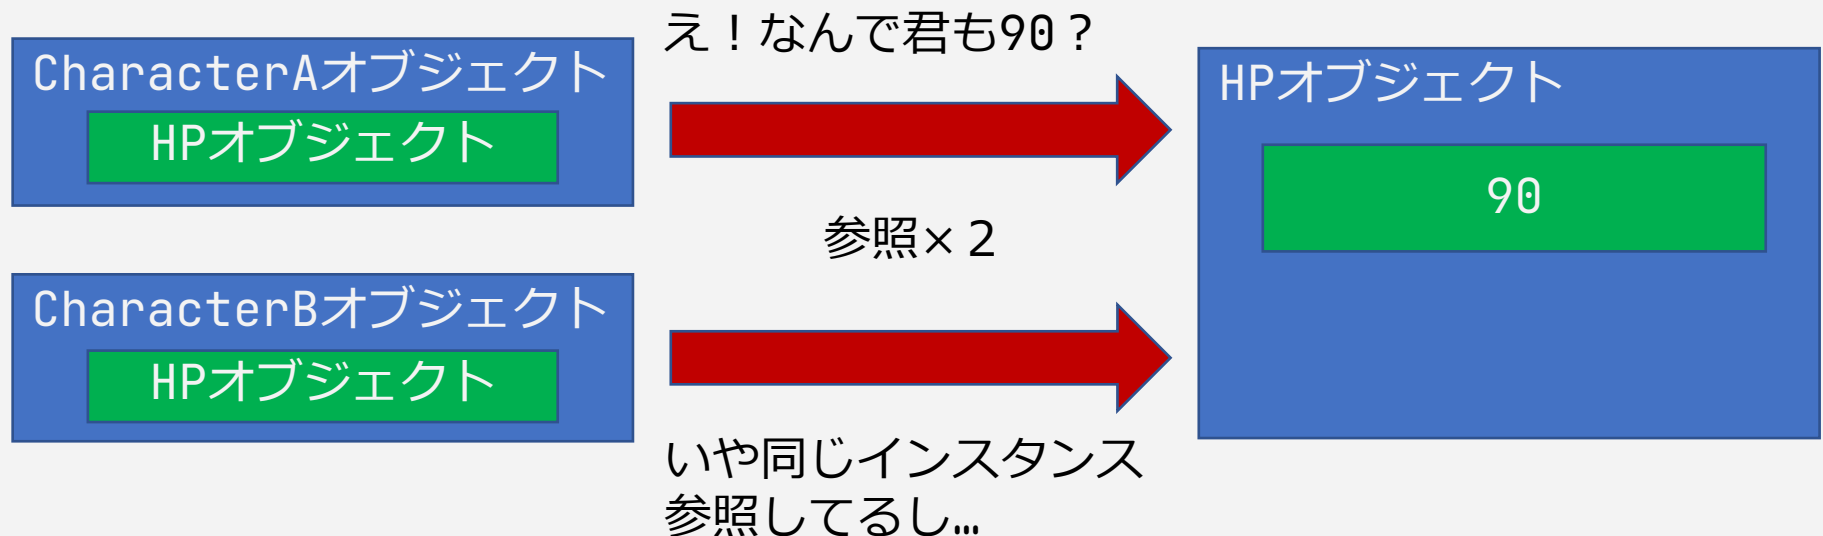 え！なんで君も90？
CharacterAオブジェクト
HPオブジェクト
HPオブジェクト
90
参照×２
CharacterBオブジェクト
HPオブジェクト
いや同じインスタンス
参照してるし…